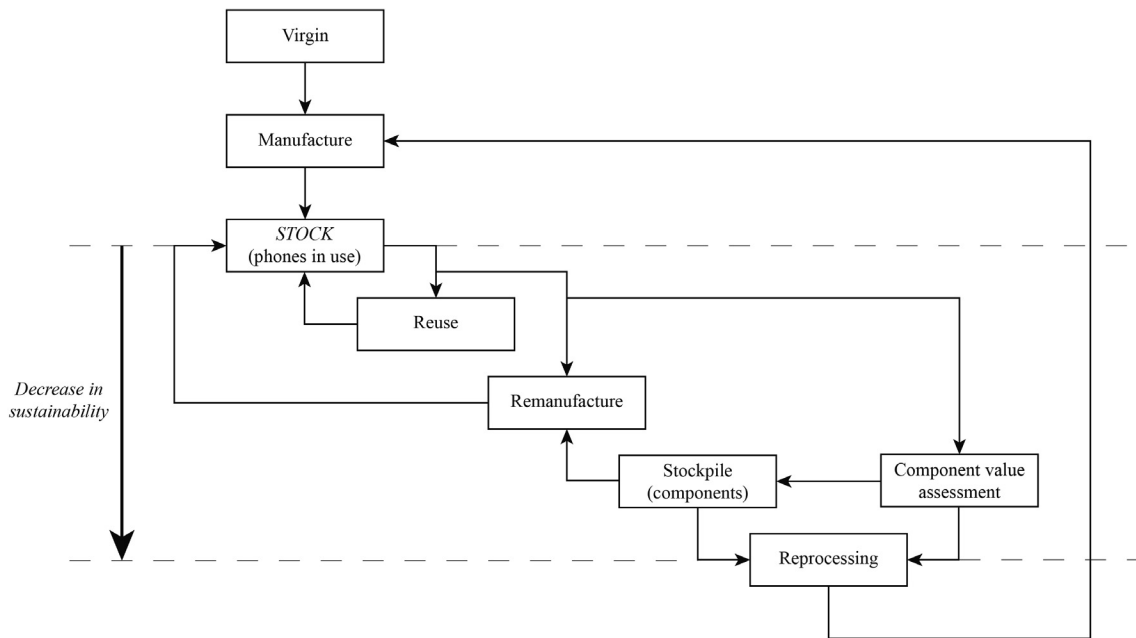 Virgin
Manufacture
STOCK
(phones in use)
Reuse
Decrease in
sustainability
Remanufacture
Stockpile
(components)
Component value
assessment
Reprocessing